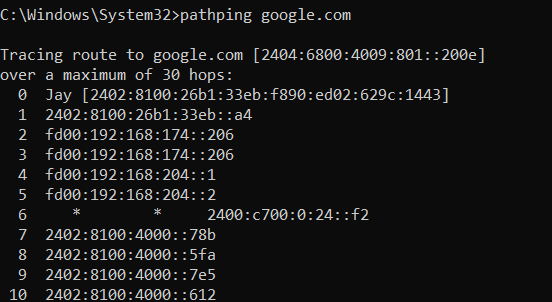 C:\Windows\System32>pathping google.com
Tracing route to google.com [2404:6800:4009:801::200e]
over a maximum of 30 hops:
0 Jay [2402:8100:26b1:33eb:f890:ed02:629c:1443]
1 2402:8100:26b1:33eb::a4
2 fd00:192:168:174::206
3 fd00:192:168:174::206
4 fd00:192:168:204::1
5 fd00:192:168:204::2
6 * * 2400:c700:0:24::f2
7 2402:8100:4000::78b
8 2402:8100:4000::5fa
9 2402:8100:4000::7e5
10 2402:8100:4000::612